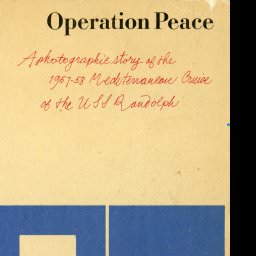 Operation Peace
A photographic story of the
1957-58 Mediterranean Cruise
of the USS Randolph